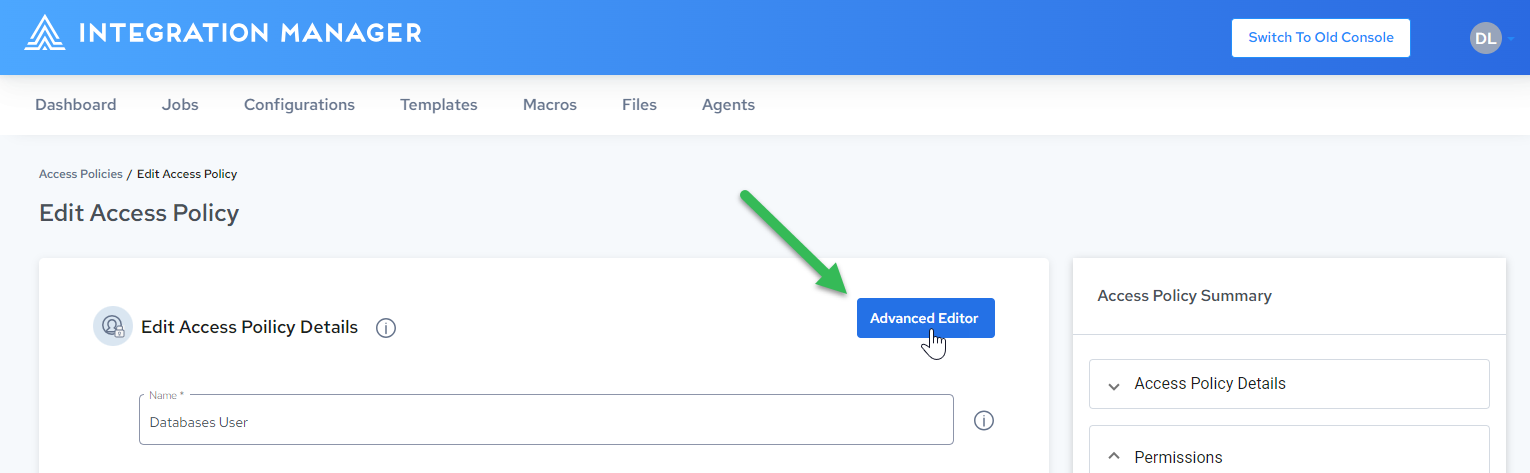 INTEGRATION MANAGER
Switch To Old Console
DL
Dashboard Jobs Configurations Templates Macros Files Agents
Access Policies / Edit Access Policy
Edit Access Policy
Edit Access Poilicy Details
Advanced Editor
Name *
Databases User
Access Policy Summary
Access Policy Details
Permissions